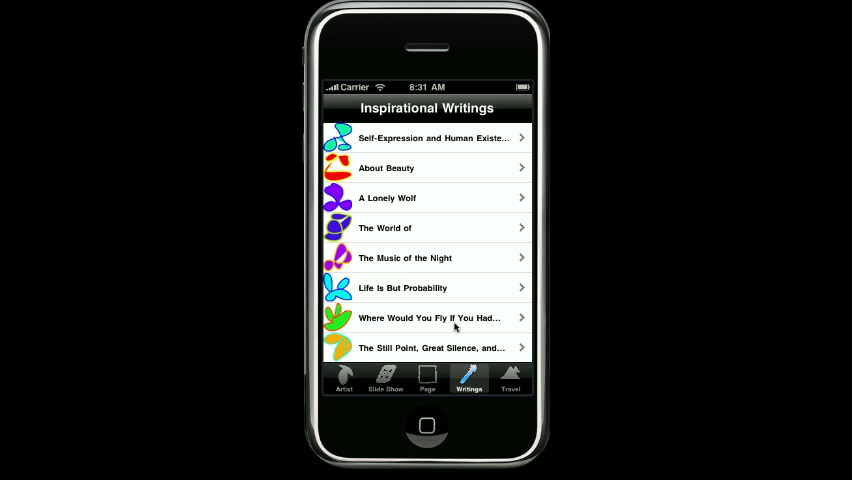 Carrier 8:31 AM
Inspirational Writings
Self-Expression and Human Existe...
About Beauty
A Lonely Wolf
The World of
The Music of the Night
Life Is But Probability
Where Would You Fly If You Had...
The Still Point, Great Silence, and...
Artist Slide Show Page Writings Travel